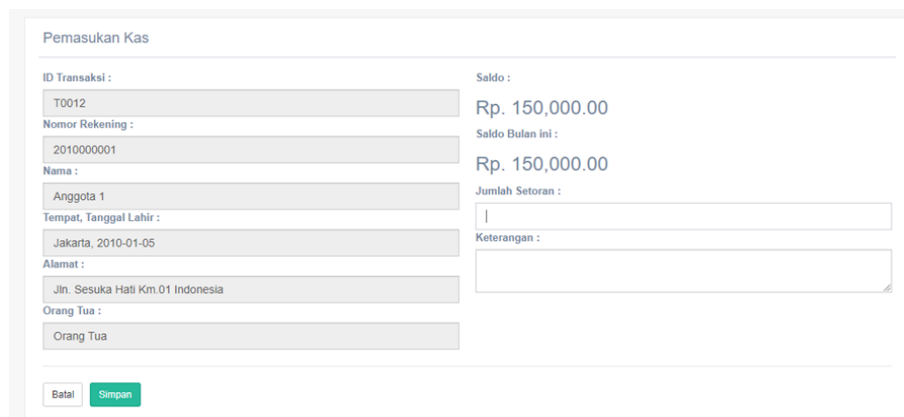 Pemasukan Kas
ID Transaksi :
T0012
Nomor Rekening :
2010000001
Nama :
Anggota 1
Tempat, Tanggal Lahir :
Jakarta, 2010-01-05
Alamat :
Jln. Sesuka Hati Km.01 Indonesia
Orang Tua :
Orang Tua
Saldo :
Rp. 150,000.00
Saldo Bulan ini :
Rp. 150,000.00
Jumlah Setoran :
Keterangan :
Batal
Simpan